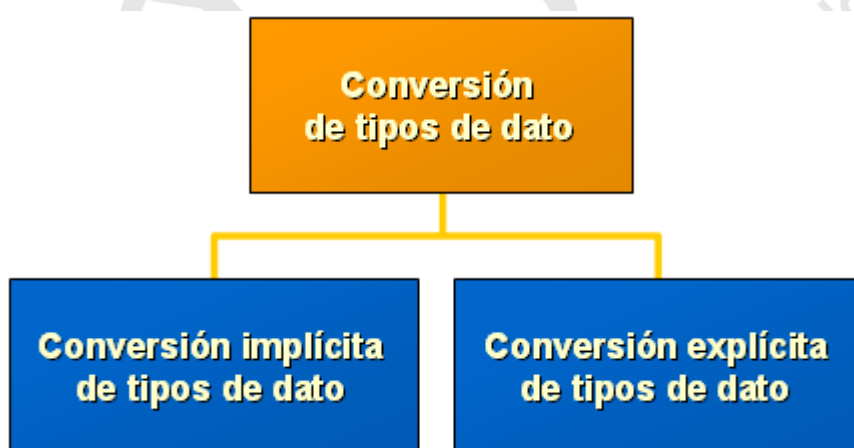 Conversión
de tipos de dato
Conversión implícita
de tipos de dato
Conversión explícita
de tipos de dato